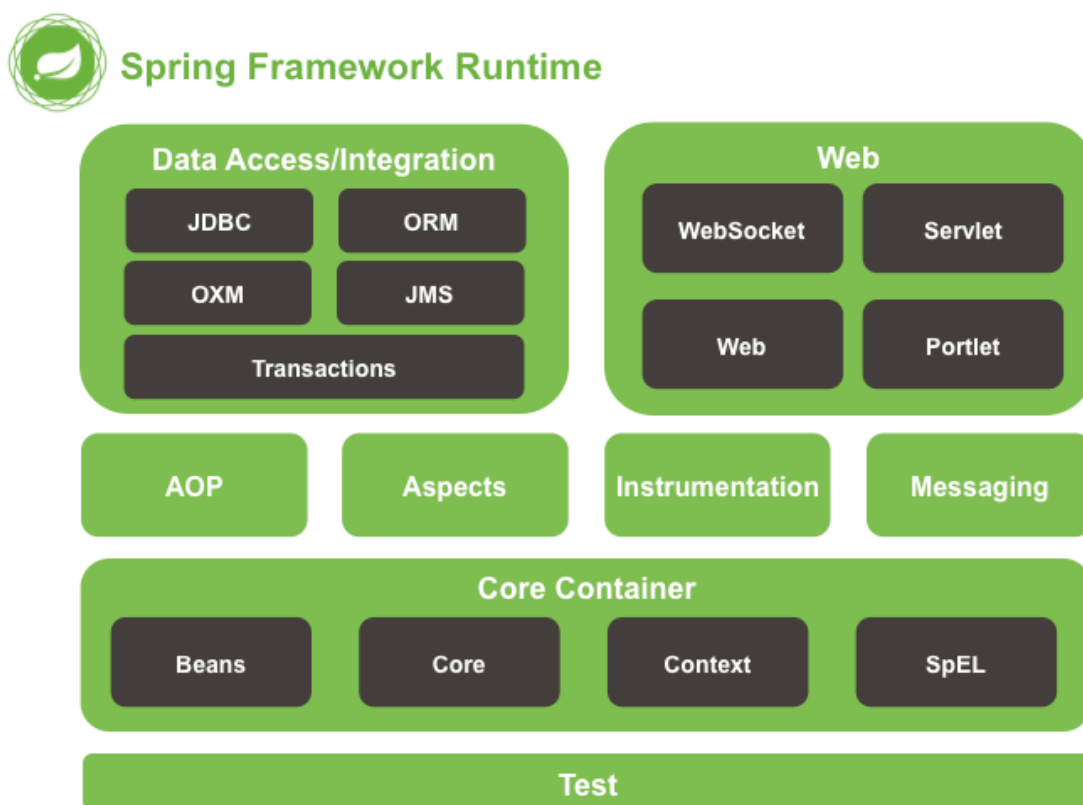 Spring Framework Runtime
Data Access/Integration
JDBC ORM
OXM JMS
Transactions
Web
WebSocket Servlet
Web Portlet
AOP Aspects Instrumentation Messaging
Core Container
Beans Core Context SpEL
Test